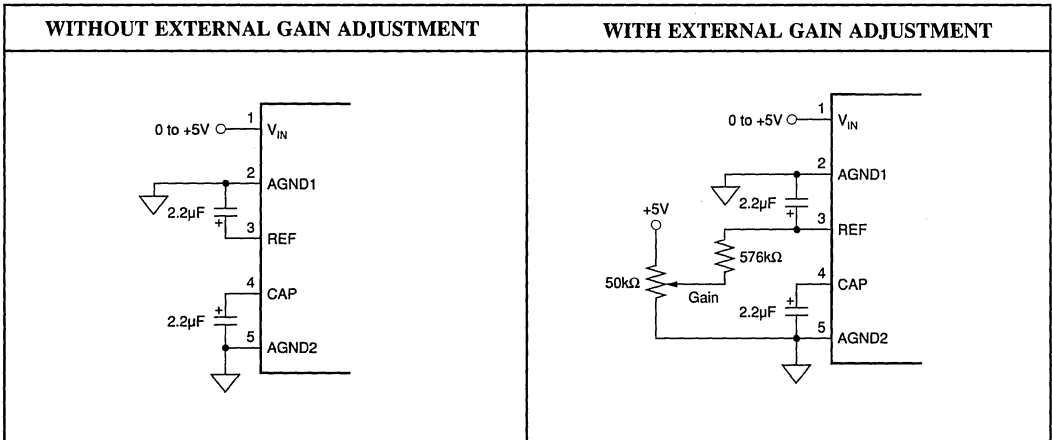 WITHOUT EXTERNAL GAIN ADJUSTMENT
0 to +5V
1
VIN
2
AGND1
2.2µF
+
3
REF
4
CAP
+
2.2µF
5
AGND2
WITH EXTERNAL GAIN ADJUSTMENT
0 to +5V
1
VIN
2
AGND1
2.2µF
+
3
REF
+5V
576kΩ
50kΩ
Gain
4
CAP
+
2.2µF
5
AGND2